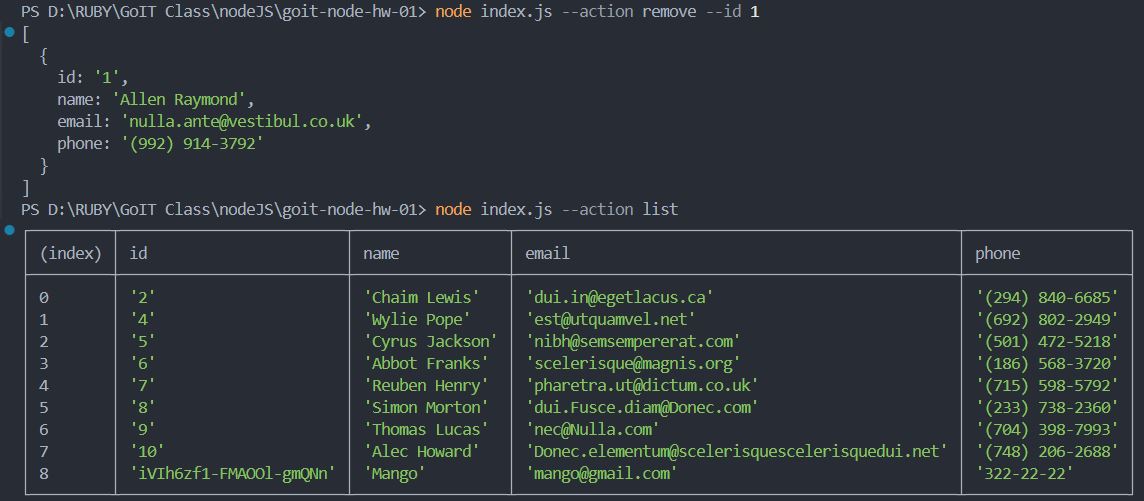 PS D:\RUBY\GoIT Class\nodeJS\goit-node-hw-01> node index.js --action remove --id 1
[
{
id: '1',
name: 'Allen Raymond',
email: 'nulla.ante@vestibul.co.uk',
phone: '(992) 914-3792'
}
]
PS D:\RUBY\GoIT Class\nodeJS\goit-node-hw-01> node index.js --action list
(index) id name email phone
0 '2' 'Chaim Lewis' 'dui.in@egetlacus.ca' '(294) 840-6685'
1 '4' 'Wylie Pope' 'est@utquamvel.net' '(692) 802-2949'
2 '5' 'Cyrus Jackson' 'nibh@semsempererat.com' '(501) 472-5218'
3 '6' 'Abbot Franks' 'scelerisque@magnis.org' '(186) 568-3720'
4 '7' 'Reuben Henry' 'pharetra.ut@dictum.co.uk' '(715) 598-5792'
5 '8' 'Simon Morton' 'dui.Fusce.diam@Donec.com' '(233) 738-2360'
6 '9' 'Thomas Lucas' 'nec@Nulla.com' '(704) 398-7993'
7 '10' 'Alec Howard' 'Donec.elementum@scelerisquescelerisquedui.net' '(748) 206-2688'
8 'iVIh6zf1-FMAOOl-gmQNn' 'Mango' 'mango@gmail.com' '322-22-22'